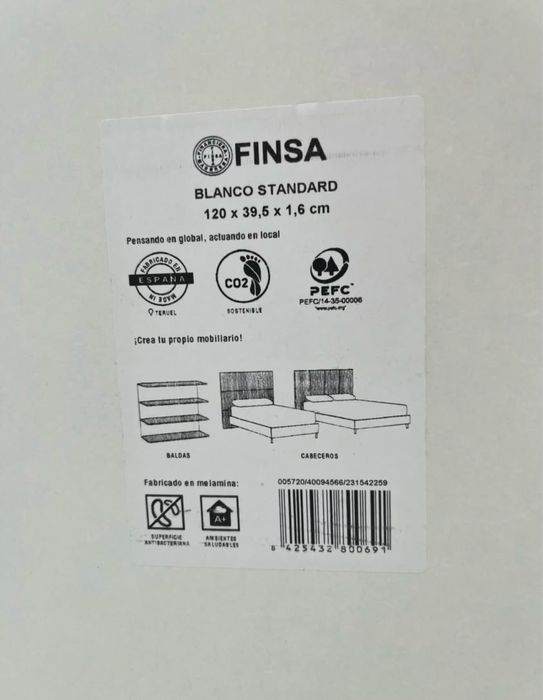 FINSA
BLANCO STANDARD
120 x 39,5 x 1,6 cm
Pensando en global, actuando en local
FABRICADO EN
ESPAÑA
MADE IN
TERUEL
CO2
SOSTENIBLE
PEFC
PEFC/14-35-00006
¡Crea tu propio mobiliario!
BALDAS
CABECEROS
Fabricado en melamina:
SUPERFICIE
ANTIBACTERIANA
A+
AMBIENTES
SALUDABLES
005720/40094566/231542259
8 425432 800691